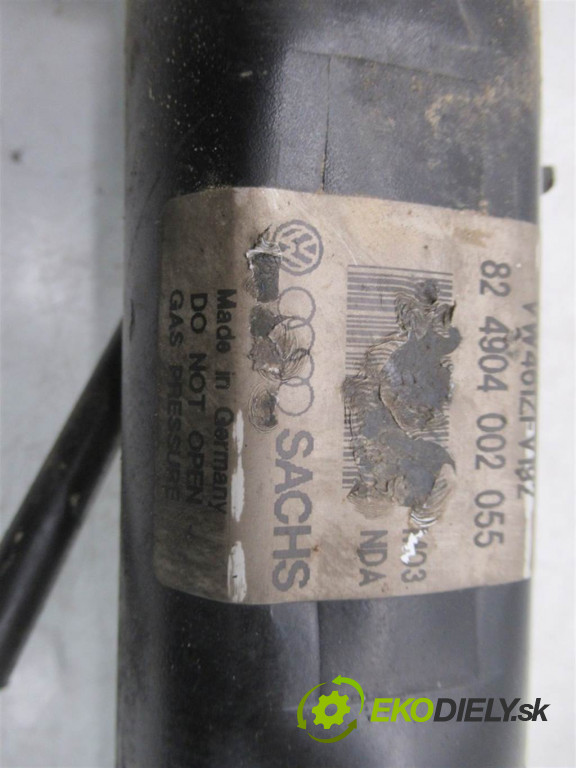 82 4904 002 055
NDA
SACHS
Made in Germany
DO NOT OPEN
GAS PRESSURE
EKODIELY.sk